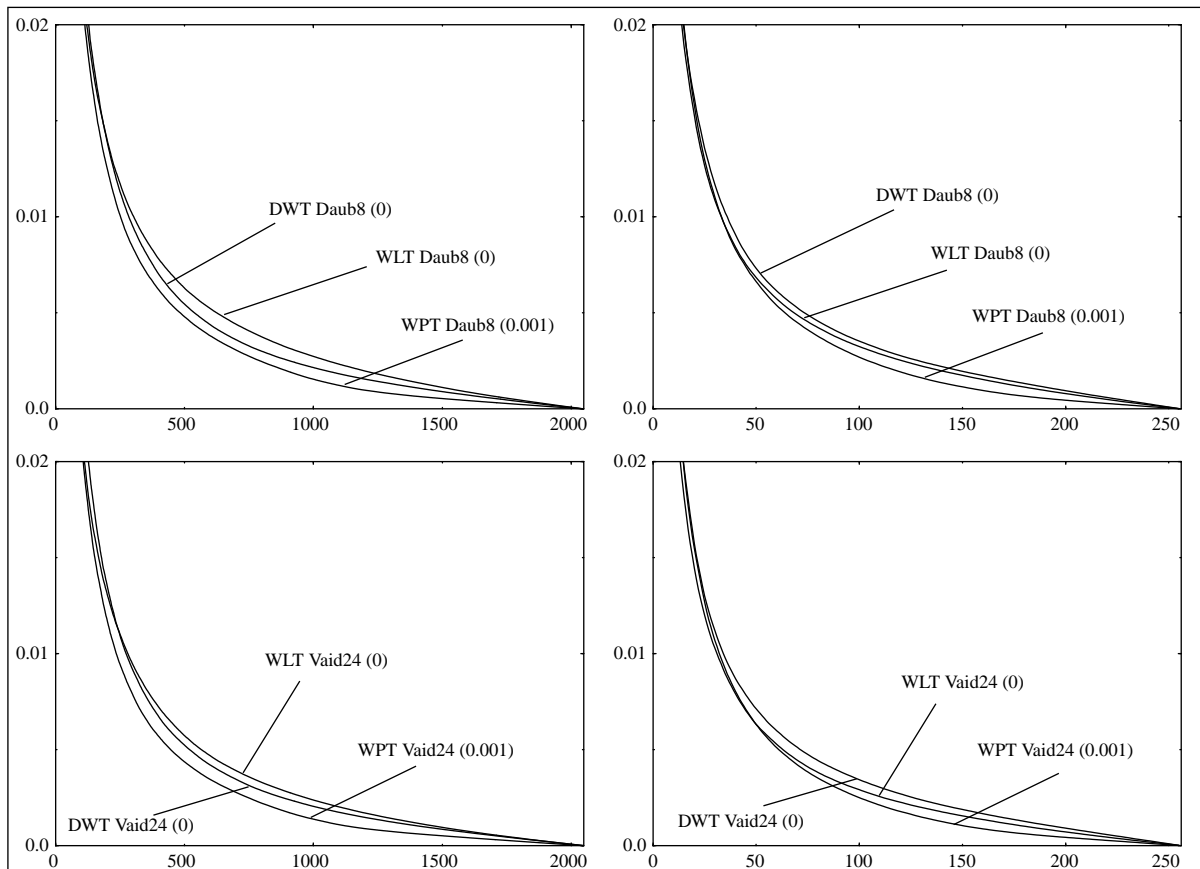 0.02
0.01
0.0
DWT Daub8 (0)
WLT Daub8 (0)
WPT Daub8 (0.001)
0 500 1000 1500 2000
0.02
0.01
0.0
DWT Daub8 (0)
WLT Daub8 (0)
WPT Daub8 (0.001)
0 50 100 150 200 250
0.02
0.01
0.0
WLT Vaid24 (0)
WPT Vaid24 (0.001)
DWT Vaid24 (0)
0 500 1000 1500 2000
0.02
0.01
0.0
WLT Vaid24 (0)
WPT Vaid24 (0.001)
DWT Vaid24 (0)
0 50 100 150 200 250